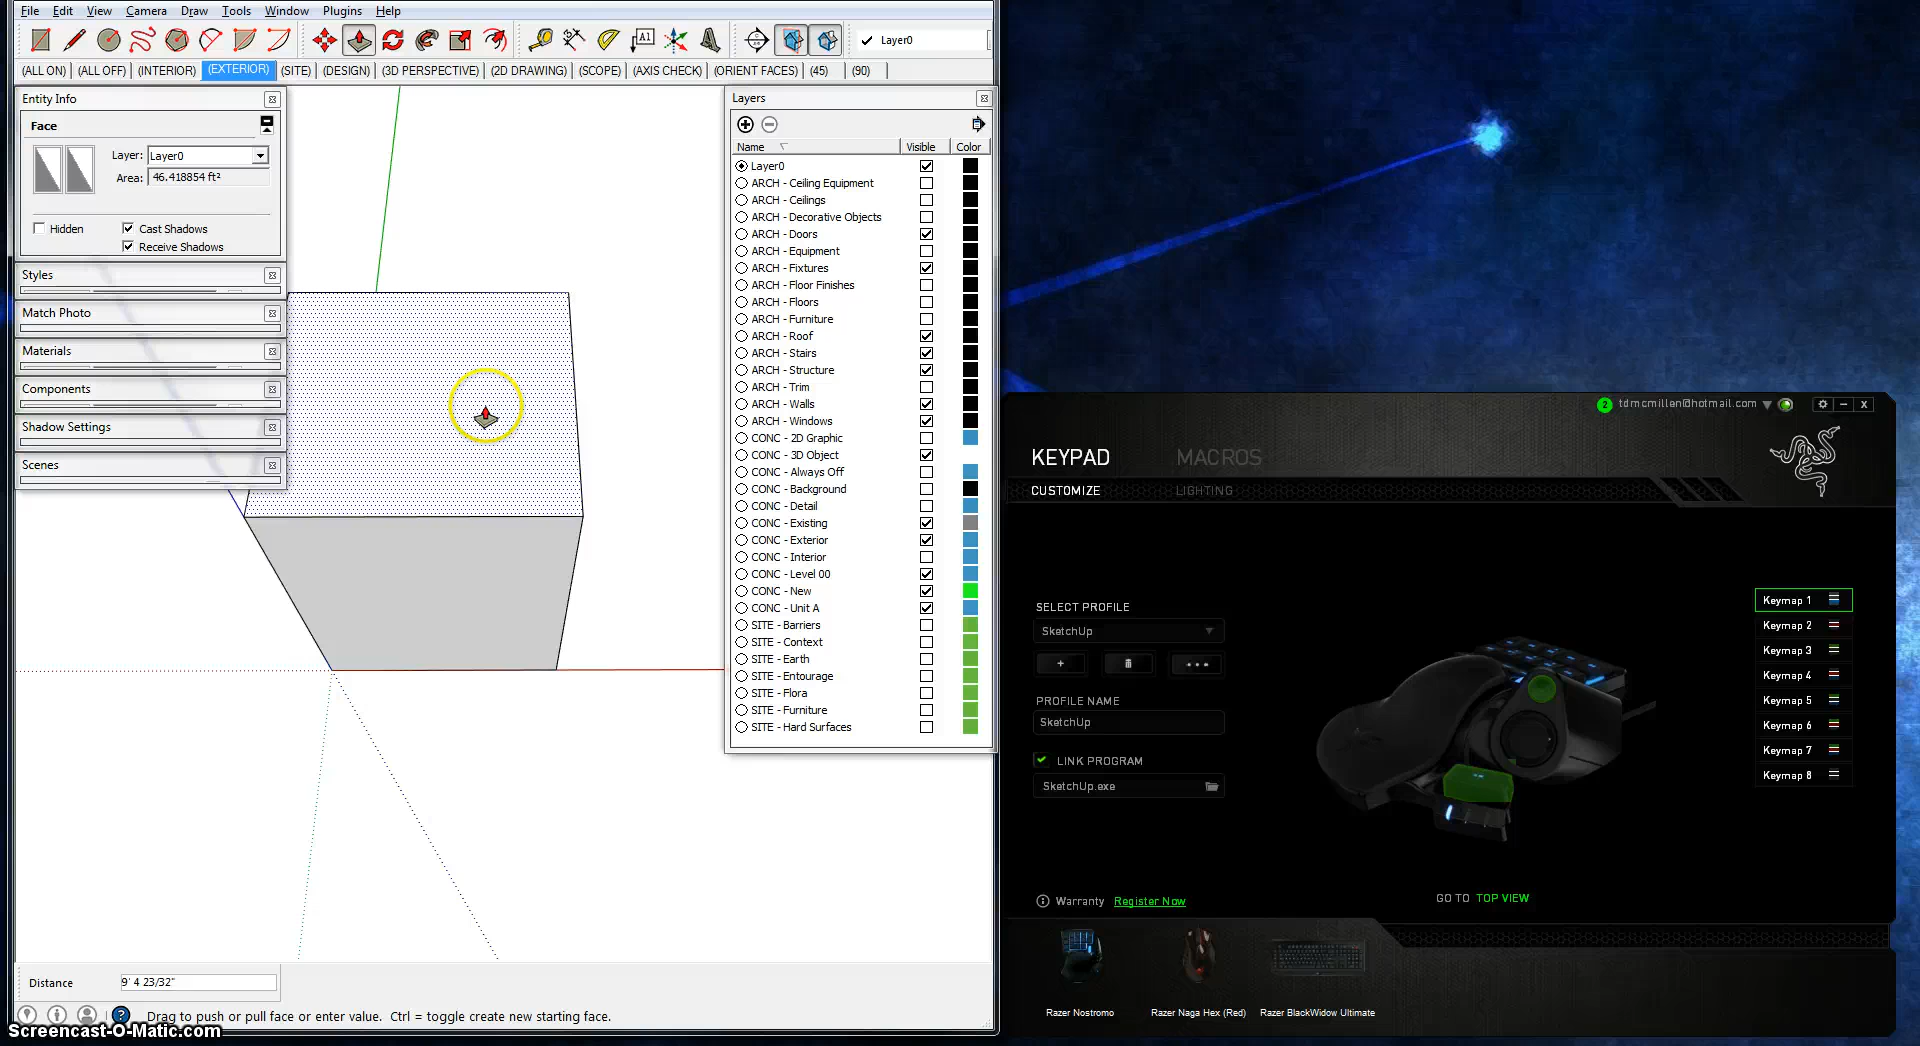 File Edit View Camera Draw Tools Window Plugins Help
A1
Layer0
(ALL ON) (ALL OFF) (INTERIOR) (EXTERIOR) (SITE) (DESIGN) (3D PERSPECTIVE) (2D DRAWING) (SCOPE) (AXIS CHECK) (ORIENT FACES) (45) (90)
Entity Info
Face
Layer: Layer0
Area: 46.418854 ft²
Hidden
Cast Shadows
Receive Shadows
Styles
Match Photo
Materials
Components
Shadow Settings
Scenes
Layers
Name Visible Color
Layer0
ARCH - Ceiling Equipment
ARCH - Ceilings
ARCH - Decorative Objects
ARCH - Doors
ARCH - Equipment
ARCH - Fixtures
ARCH - Floor Finishes
ARCH - Floors
ARCH - Furniture
ARCH - Roof
ARCH - Stairs
ARCH - Structure
ARCH - Trim
ARCH - Walls
ARCH - Windows
CONC - 2D Graphic
CONC - 3D Object
CONC - Always Off
CONC - Background
CONC - Detail
CONC - Existing
CONC - Exterior
CONC - Interior
CONC - Level 00
CONC - New
CONC - Unit A
SITE - Barriers
SITE - Context
SITE - Earth
SITE - Entourage
SITE - Flora
SITE - Furniture
SITE - Hard Surfaces
Distance 9' 4 23/32"
Drag to push or pull face or enter value. Ctrl = toggle create new starting face.
Screencast-O-Matic.com
2 tdmcmillen@hotmail.com
KEYPAD MACROS
CUSTOMIZE LIGHTING
SELECT PROFILE
SketchUp
PROFILE NAME
SketchUp
LINK PROGRAM
SketchUp.exe
Keymap 1
Keymap 2
Keymap 3
Keymap 4
Keymap 5
Keymap 6
Keymap 7
Keymap 8
Warranty Register Now
GO TO TOP VIEW
Razer Nostromo
Razer Naga Hex (Red)
Razer BlackWidow Ultimate